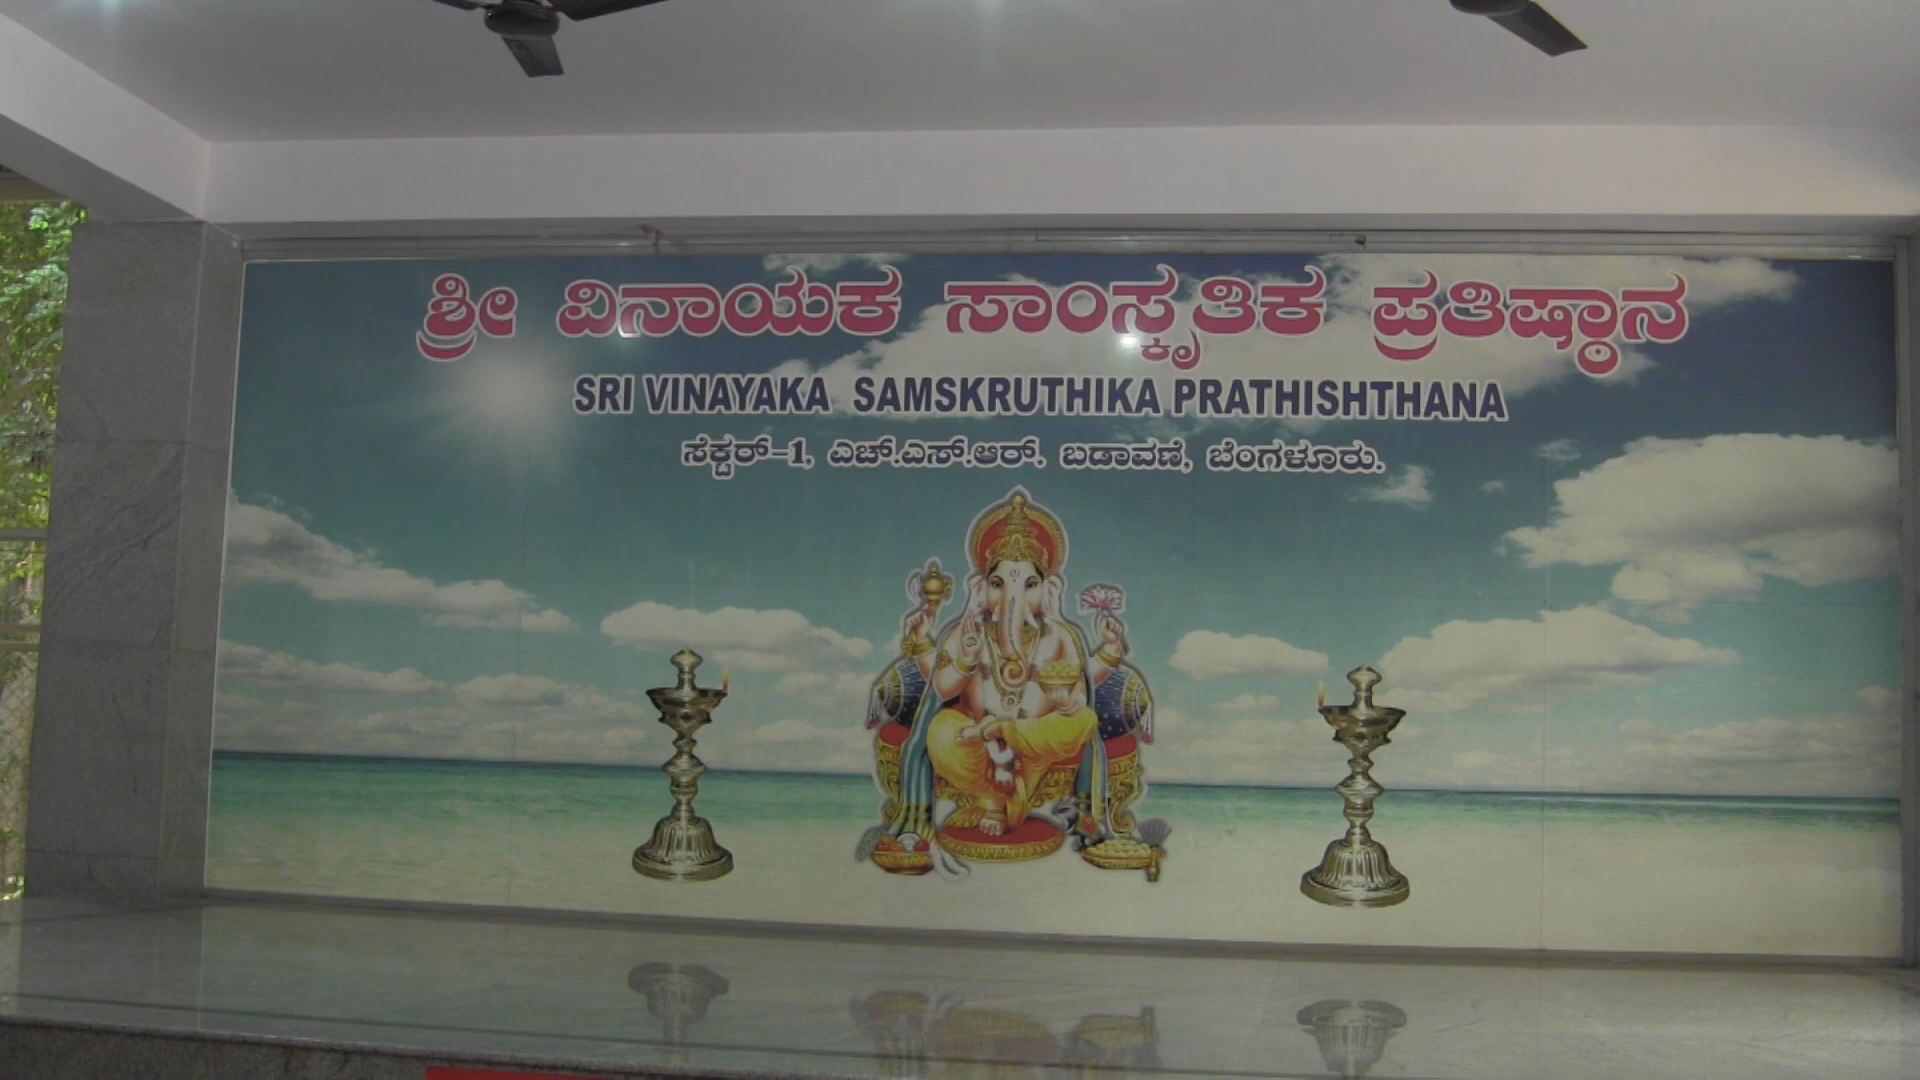 ಶ್ರೀ ವಿನಾಯಕ ಸಾಂಸ್ಕೃತಿಕ ಪ್ರತಿಷ್ಠಾನ
SRI VINAYAKA SAMSKRUTHIKA PRATHISHTHANA
ಸೆಕ್ಟರ್-1, ಎಚ್.ಎಸ್.ಆರ್. ಬಡಾವಣೆ, ಬೆಂಗಳೂರು.